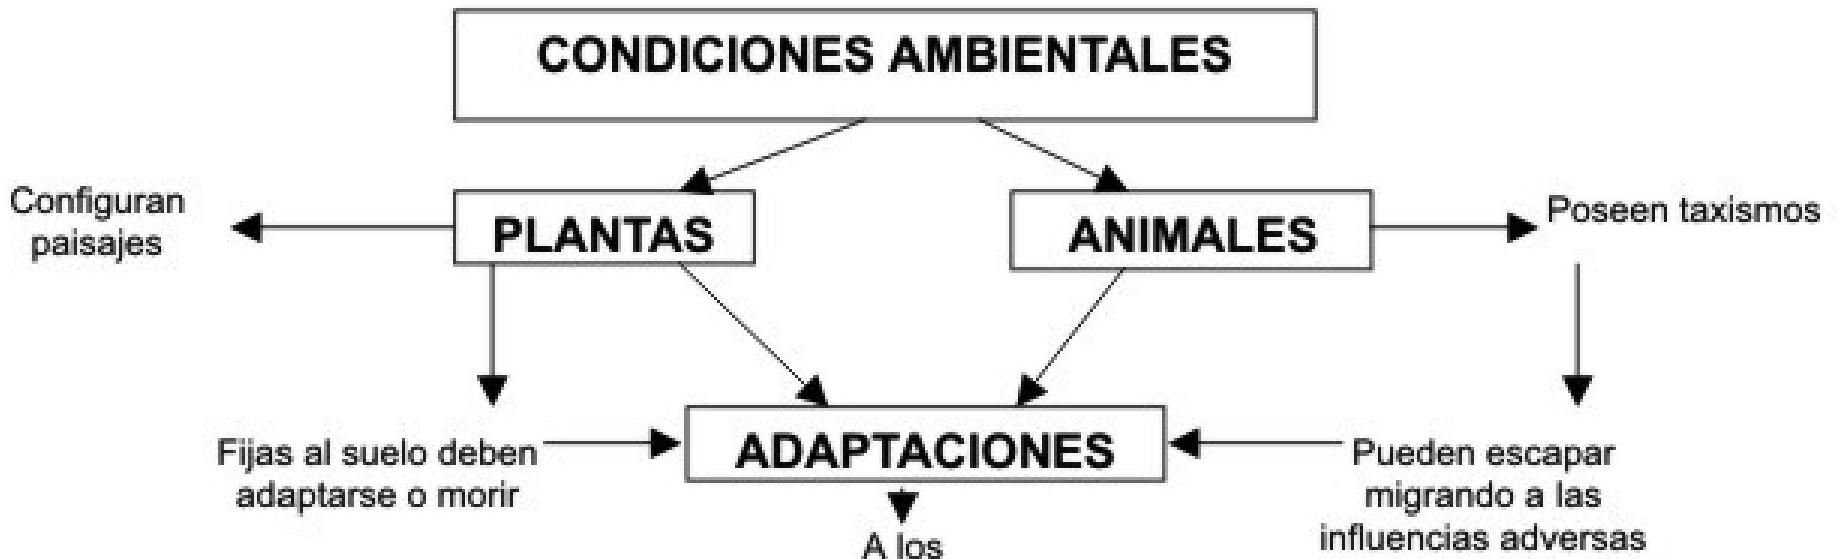 CONDICIONES AMBIENTALES
Configuran
paisajes
PLANTAS
ANIMALES
Poseen taxismos
Fijas al suelo deben
adaptarse o morir
ADAPTACIONES
Pueden escapar
migrando a las
influencias adversas
A los